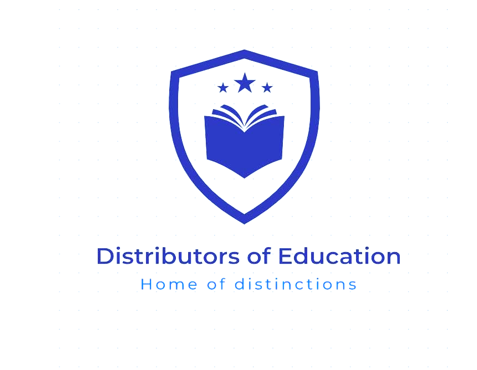 Distributors of Education
Home of distinctions